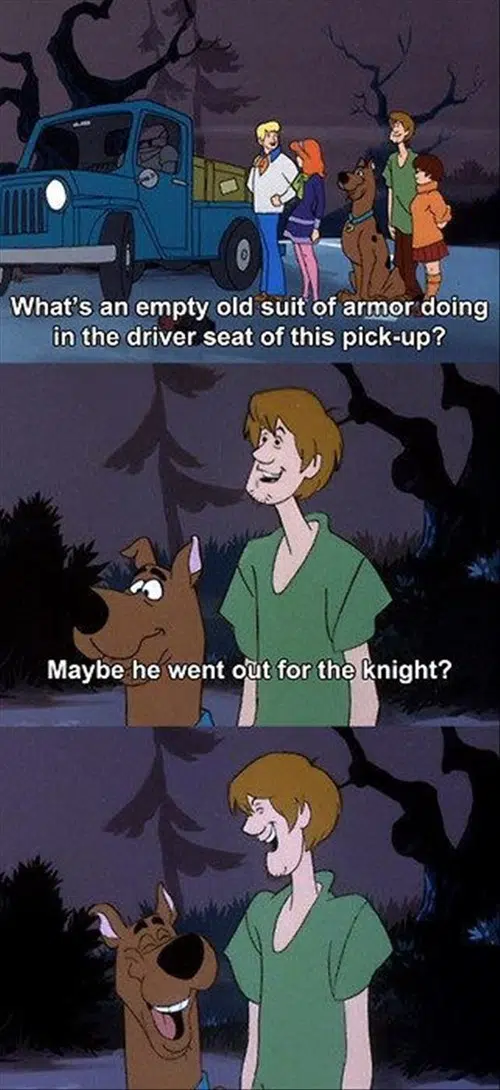 What's an empty old suit of armor doing
in the driver seat of this pick-up?
Maybe he went out for the knight?